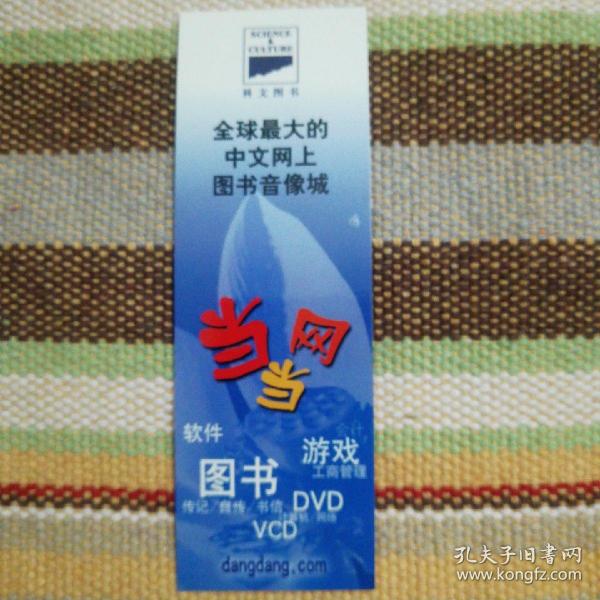 SCIENCE
&
CULTURE
科文图书
全球最大的
中文网上
图书音像城
当当网
会计
软件
游戏
工商管理
图书
传记/自传/书信
DVD
计算机/网络
VCD
dangdang.com
孔夫子旧书网
www.kongfz.com